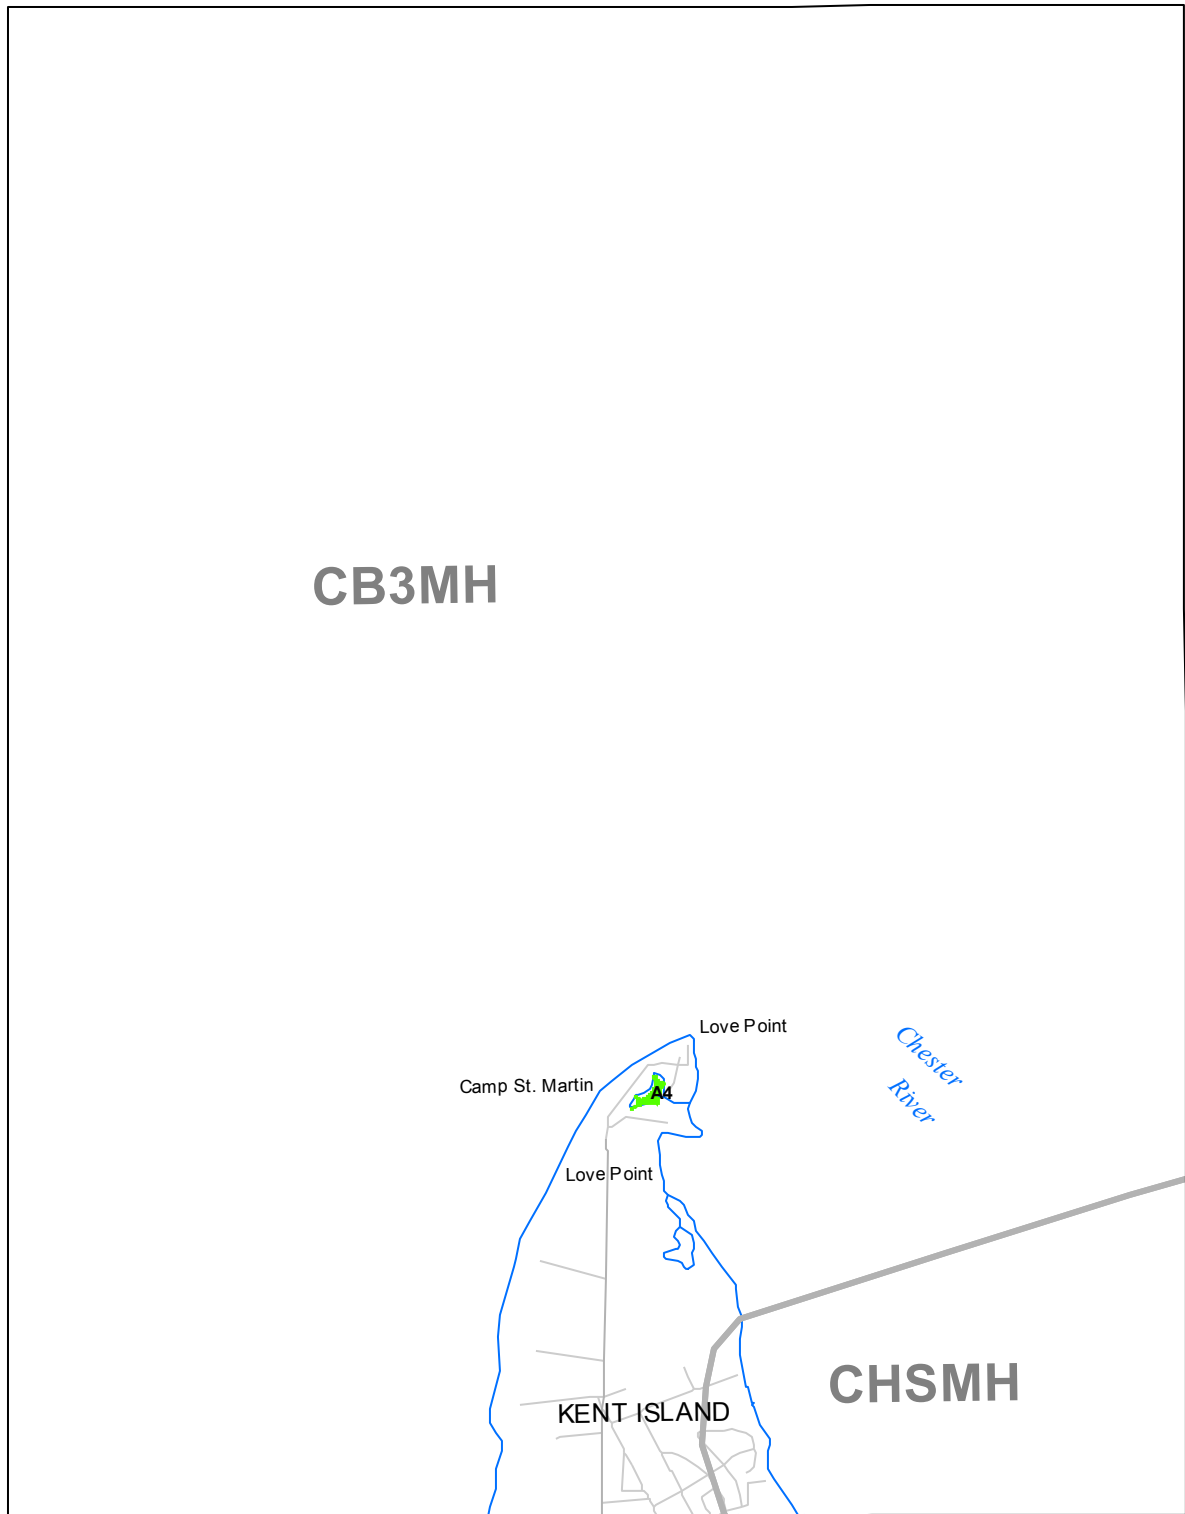 CB3MH
Love Point
Chester
River
Camp St. Martin
A4
Love Point
CHSMH
KENT ISLAND